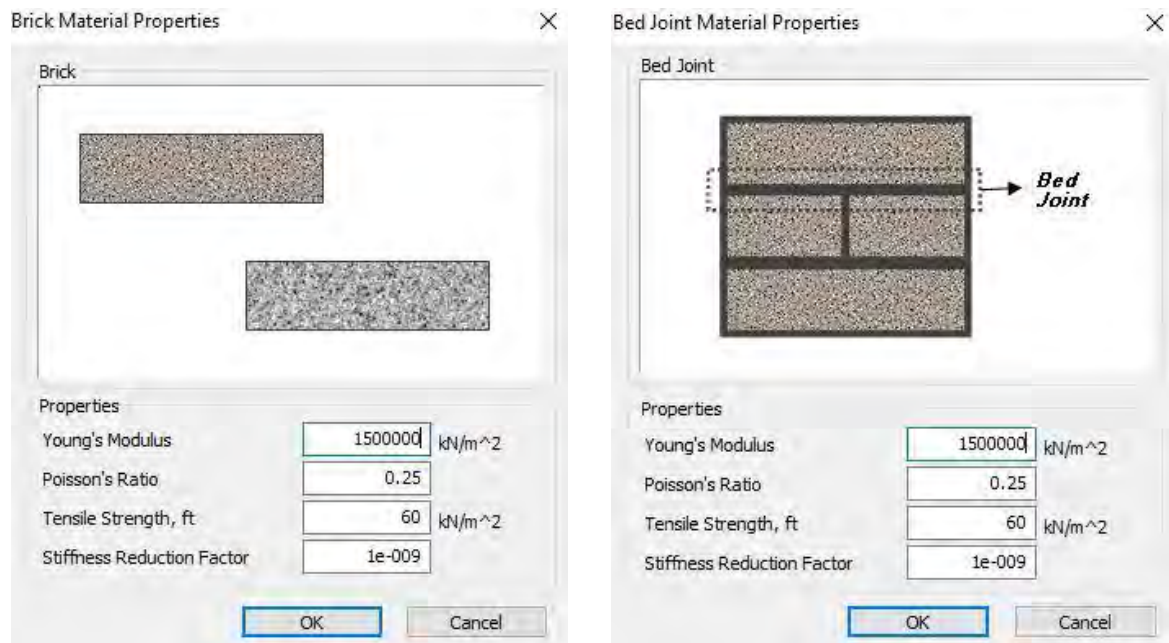 Brick Material Properties
Brick
Properties
Young's Modulus 1500000 kN/m^2
Poisson's Ratio 0.25
Tensile Strength, ft 60 kN/m^2
Stiffness Reduction Factor 1e-009
OK Cancel
Bed Joint Material Properties
Bed Joint
Bed
Joint
Properties
Young's Modulus 1500000 kN/m^2
Poisson's Ratio 0.25
Tensile Strength, ft 60 kN/m^2
Stiffness Reduction Factor 1e-009
OK Cancel